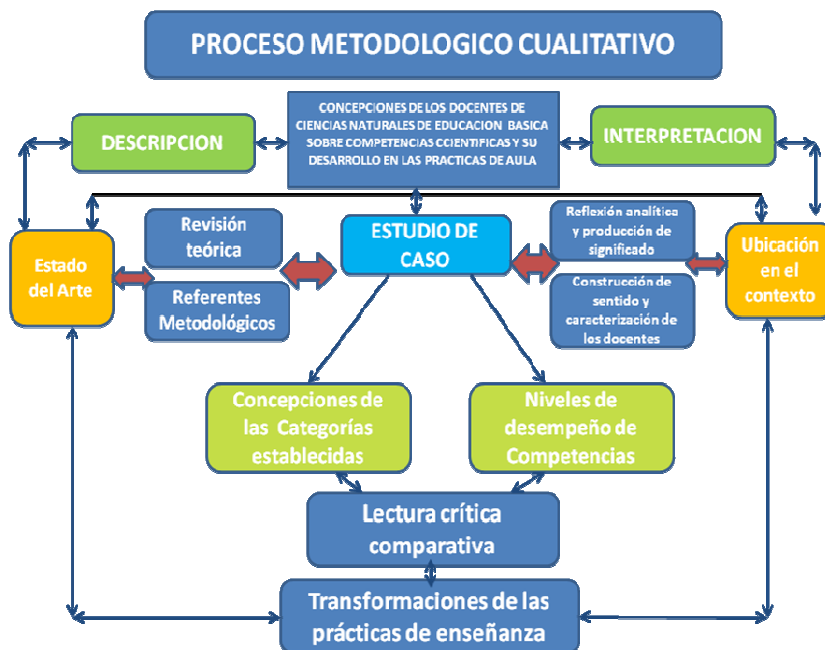 PROCESO METODOLOGICO CUALITATIVO
CONCEPCIONES DE LOS DOCENTES DE
CIENCIAS NATURALES DE EDUCACION BASICA
SOBRE COMPETENCIAS CCIENTIFICAS Y SU
DESARROLLO EN LAS PRACTICAS DE AULA
DESCRIPCION
INTERPRETACION
Estado
del Arte
Revisión
teórica
Referentes
Metodológicos
ESTUDIO DE
CASO
Reflexión analítica
y producción de
significado
Construcción de
sentido y
caracterización de
los docentes
Ubicación
en el
contexto
Concepciones de
las Categorías
establecidas
Niveles de
desempeño de
Competencias
Lectura crítica
comparativa
Transformaciones de las
prácticas de enseñanza